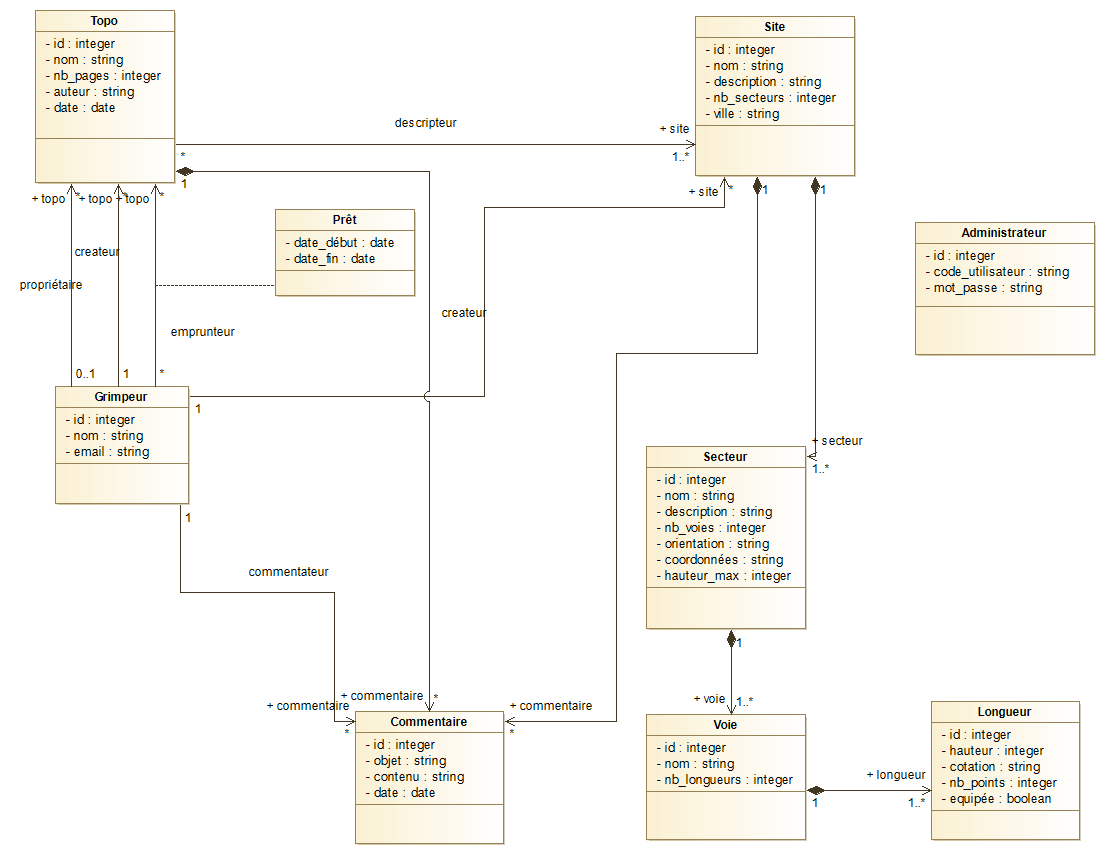 Topo
- id : integer
- nom : string
- nb_pages : integer
- auteur : string
- date : date
Site
- id : integer
- nom : string
- description : string
- nb_secteurs : integer
- ville : string
descripteur
+ site
*
1..*
1
+ topo
*
+ topo
*
+ topo
*
createur
propriétaire
emprunteur
0..1
1
*
Prêt
- date_début : date
- date_fin : date
+ site
*
1
1
createur
Administrateur
- id : integer
- code_utilisateur : string
- mot_passe : string
Grimpeur
- id : integer
- nom : string
- email : string
1
1
commentateur
+ secteur
1..*
Secteur
- id : integer
- nom : string
- description : string
- nb_voies : integer
- orientation : string
- coordonnées : string
- hauteur_max : integer
1
+ voie
1..*
+ commentaire
*
+ commentaire
*
+ commentaire
*
Commentaire
- id : integer
- objet : string
- contenu : string
- date : date
Voie
- id : integer
- nom : string
- nb_longueurs : integer
1
+ longueur
1..*
Longueur
- id : integer
- hauteur : integer
- cotation : string
- nb_points : integer
- equipée : boolean